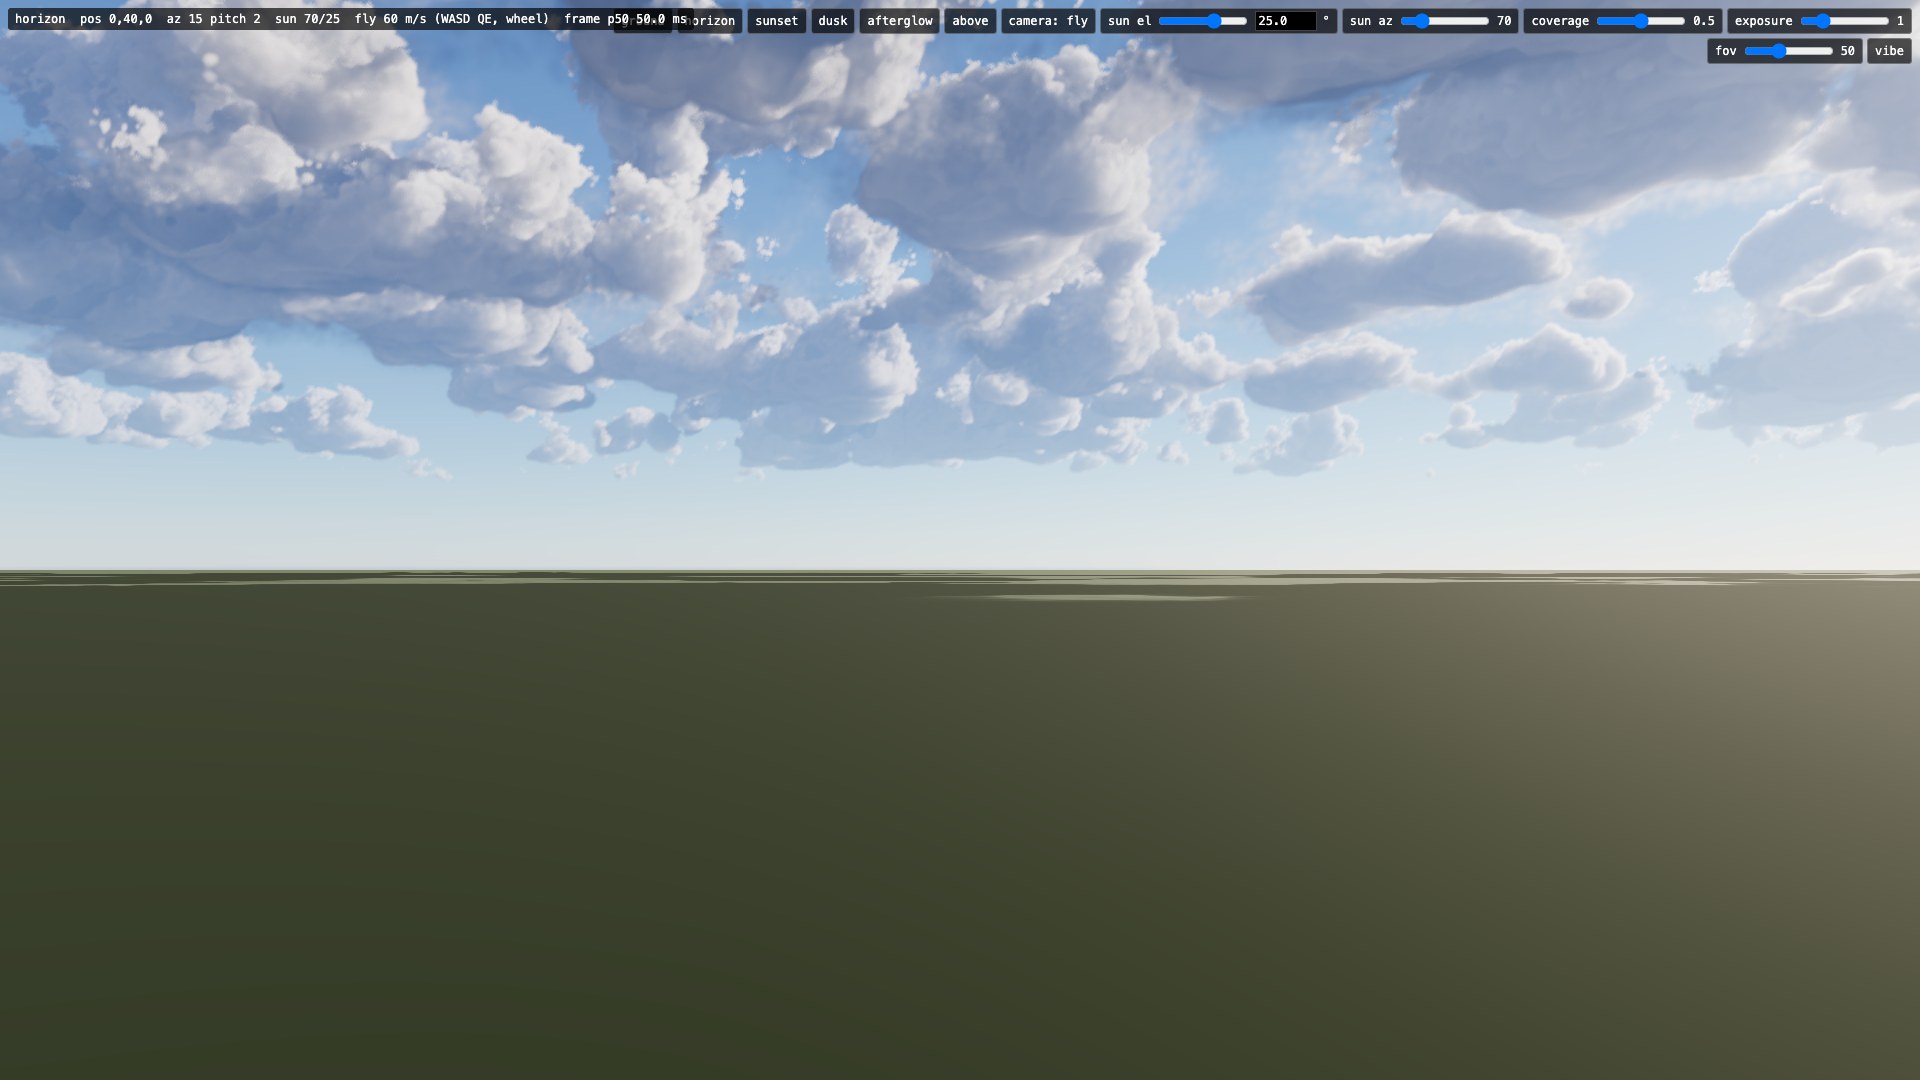 horizon pos 0,40,0 az 15 pitch 2 sun 70/25 fly 60 m/s (WASD QE, wheel) frame p50 50.0 ms
horizon sunset dusk afterglow above camera: fly sun el 25.0 ° sun az 70 coverage 0.5 exposure 1
fov 50 vibe